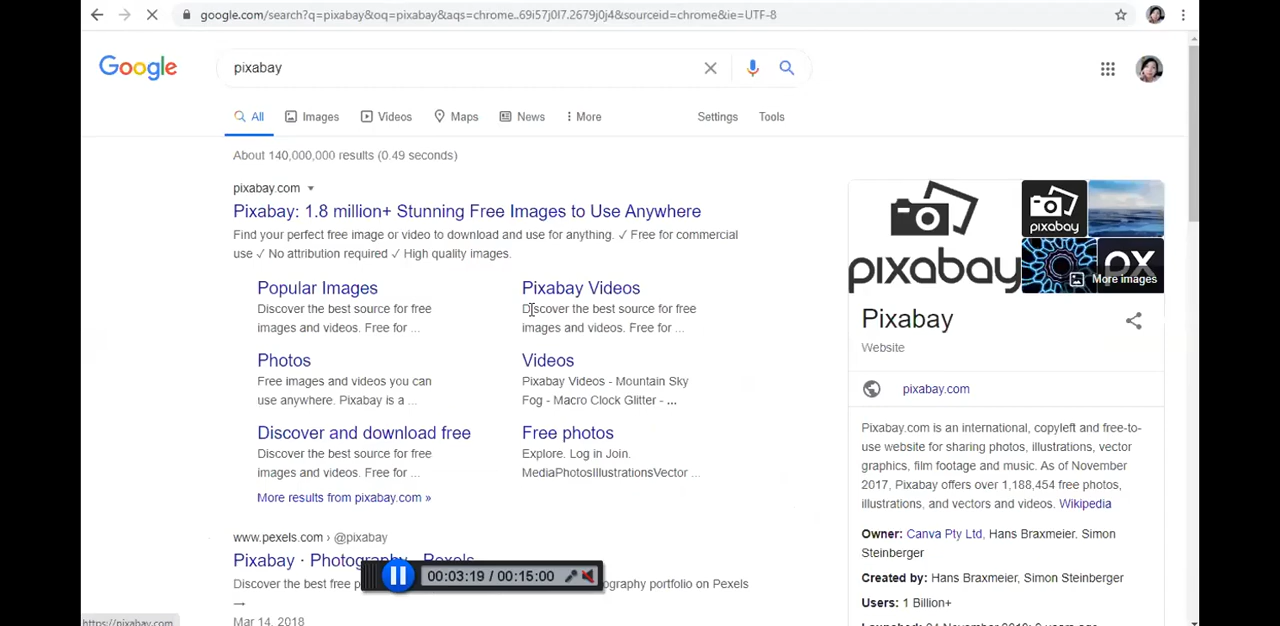 google.com/search?q=pixabay&oq=pixabay&aqs=chrome..69i57j0l7.2679j0j4&sourceid=chrome&ie=UTF-8
Google
pixabay
All Images Videos Maps News More Settings Tools
About 140,000,000 results (0.49 seconds)
pixabay.com
Pixabay: 1.8 million+ Stunning Free Images to Use Anywhere
Find your perfect free image or video to download and use for anything. ✓ Free for commercial
use ✓ No attribution required ✓ High quality images.
Popular Images
Discover the best source for free
images and videos. Free for ...
Pixabay Videos
Discover the best source for free
images and videos. Free for ...
Photos
Free images and videos you can
use anywhere. Pixabay is a ...
Videos
Pixabay Videos - Mountain Sky
Fog - Macro Clock Glitter - ...
Discover and download free
Discover the best source for free
images and videos. Free for ...
Free photos
Explore. Log in Join.
MediaPhotosIllustrationsVector ...
More results from pixabay.com »
www.pexels.com › @pixabay
Pixabay · Photography · Pexels
Discover the best free p
ography portfolio on Pexels
→
Mar 14, 2018
00:03:19 / 00:15:00
https://pixabay.com
pixabay
pixabay
px
More images
Pixabay
Website
pixabay.com
Pixabay.com is an international, copyleft and free-to-
use website for sharing photos, illustrations, vector
graphics, film footage and music. As of November
2017, Pixabay offers over 1,188,454 free photos,
illustrations, and vectors and videos. Wikipedia
Owner: Canva Pty Ltd, Hans Braxmeier. Simon
Steinberger
Created by: Hans Braxmeier, Simon Steinberger
Users: 1 Billion+